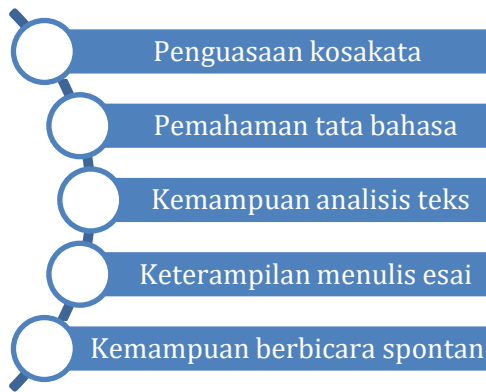 Penguasaan kosakata
Pemahaman tata bahasa
Kemampuan analisis teks
Keterampilan menulis esai
Kemampuan berbicara spontan